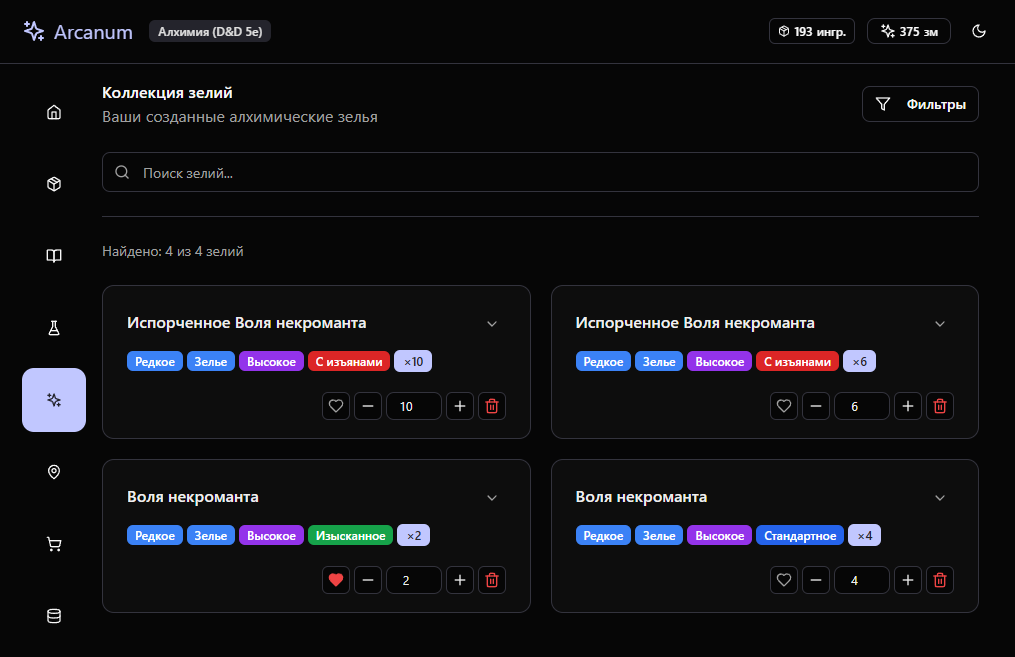 Arcanum Алхимия (D&D 5e) 193 ингр. 375 зм
Коллекция зелий
Ваши созданные алхимические зелья
Фильтры
Поиск зелий...
Найдено: 4 из 4 зелий
Испорченное Воля некроманта
Редкое Зелье Высокое С изъянами ×10
10
Испорченное Воля некроманта
Редкое Зелье Высокое С изъянами ×6
6
Воля некроманта
Редкое Зелье Высокое Изысканное ×2
2
Воля некроманта
Редкое Зелье Высокое Стандартное ×4
4